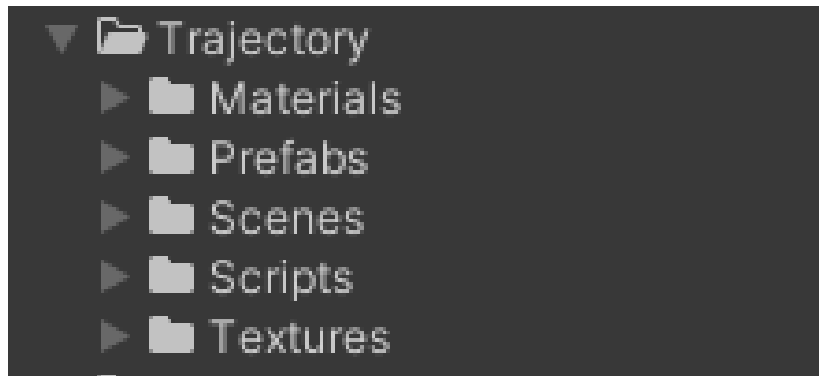 Trajectory
Materials
Prefabs
Scenes
Scripts
Textures